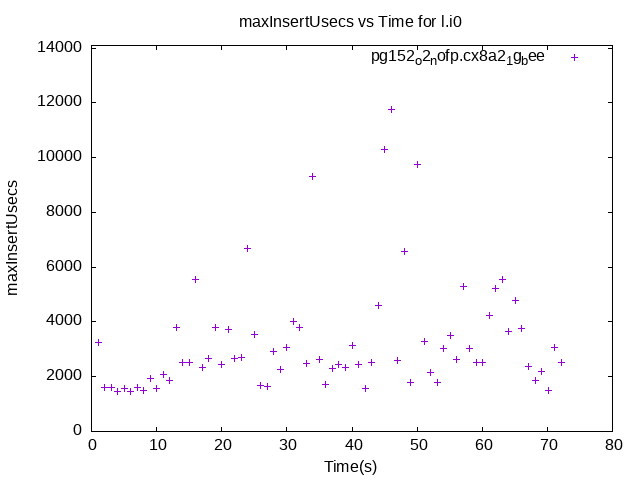 maxInsertUsecs vs Time for l.i0
pg152o2nofp.cx8a21gbee
14000
12000
10000
8000
6000
4000
2000
0
maxInsertUsecs
0 10 20 30 40 50 60 70 80
Time(s)